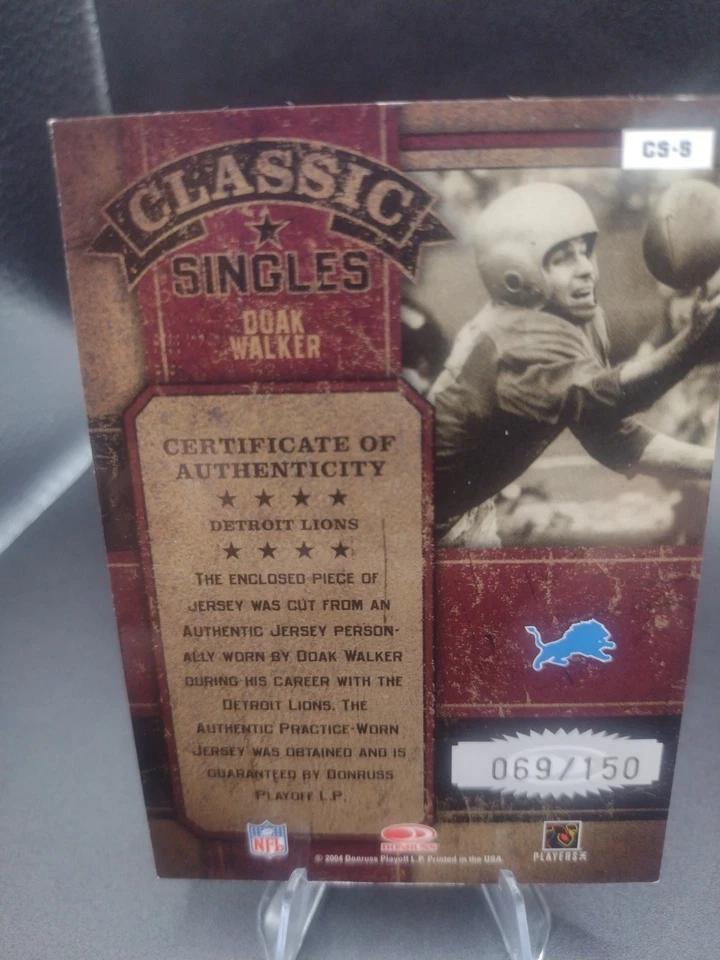 CLASSIC
SINGLES
DOAK
WALKER
CS-5
CERTIFICATE OF
AUTHENTICITY
DETROIT LIONS
THE ENCLOSED PIECE OF
JERSEY WAS CUT FROM AN
AUTHENTIC JERSEY PERSON-
ALLY WORN BY DOAK WALKER
DURING HIS CAREER WITH THE
DETROIT LIONS. THE
AUTHENTIC PRACTICE-WORN
JERSEY WAS OBTAINED AND IS
GUARANTEED BY DONRUSS
PLAYOFF L.P.
069/150
NFL
DONRUSS
PLAYERS
© 2004 Donruss Playoff L.P. Printed in the USA